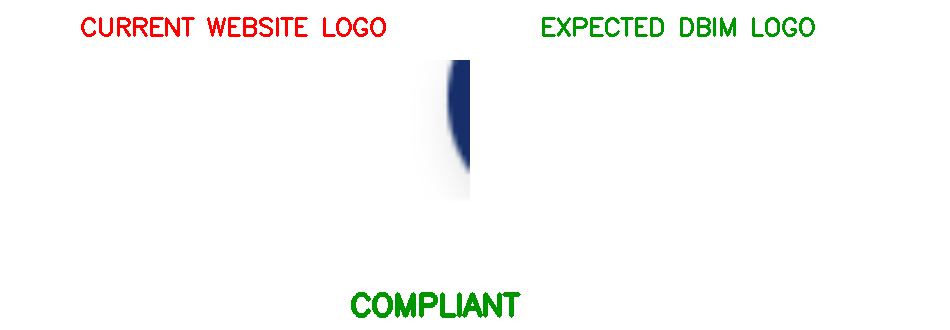 CURRENT WEBSITE LOGO
EXPECTED DBIM LOGO
COMPLIANT